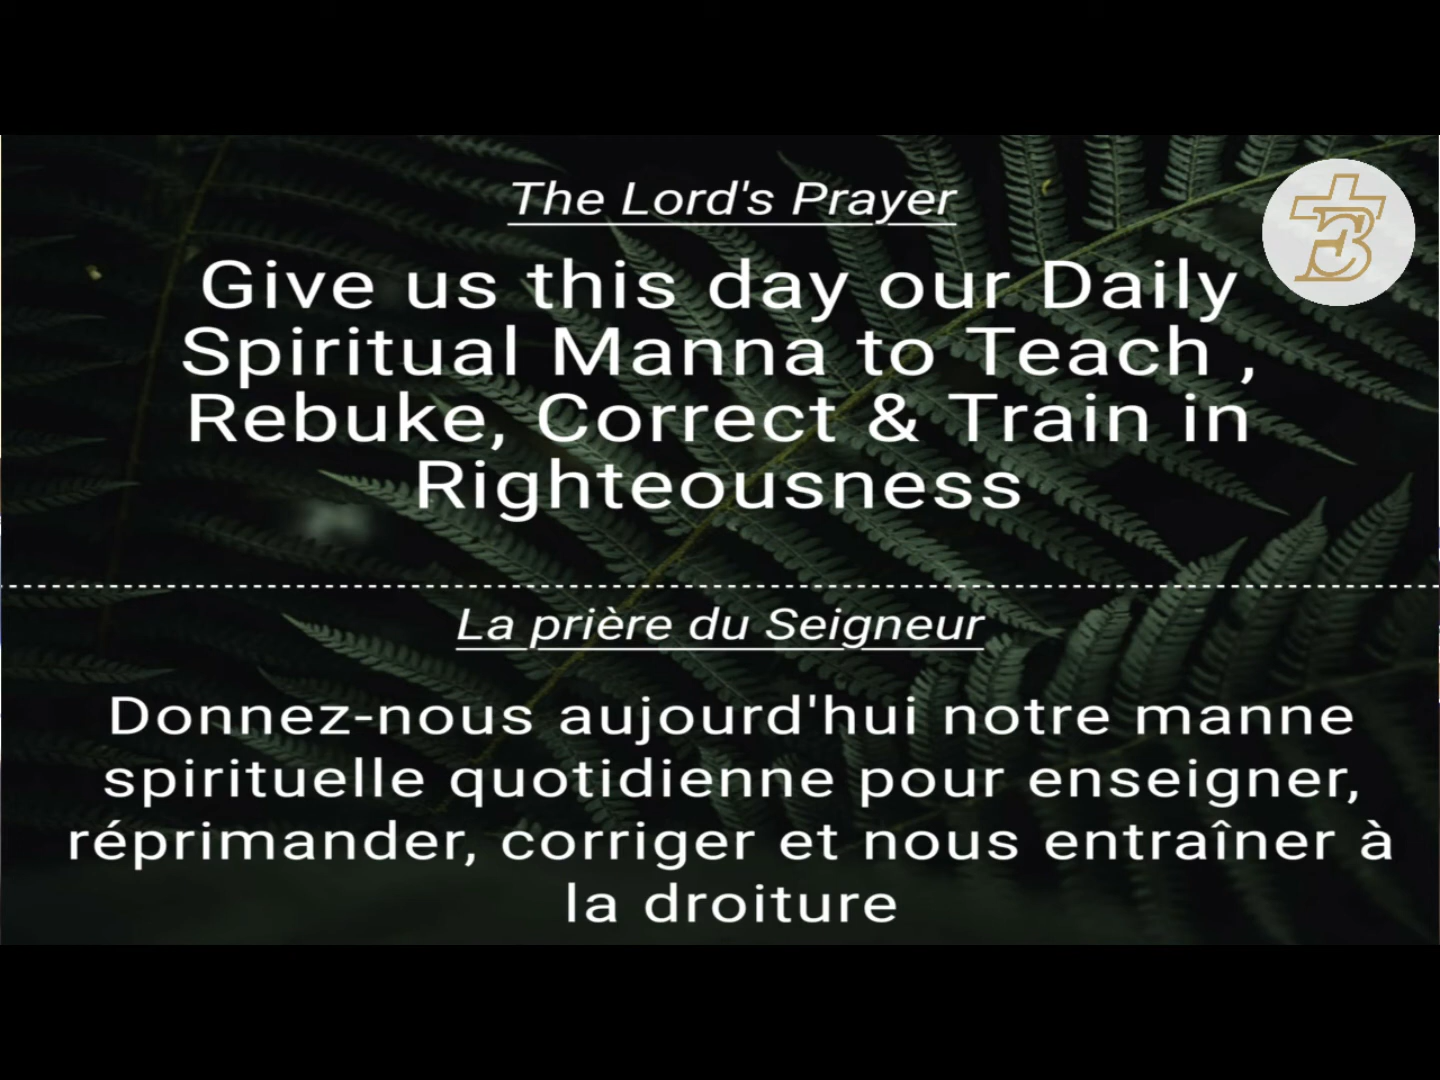 The Lord's Prayer
Give us this day our Daily
Spiritual Manna to Teach ,
Rebuke, Correct & Train in
Righteousness
La prière du Seigneur
Donnez-nous aujourd'hui notre manne
spirituelle quotidienne pour enseigner,
réprimander, corriger et nous entraîner à
la droiture